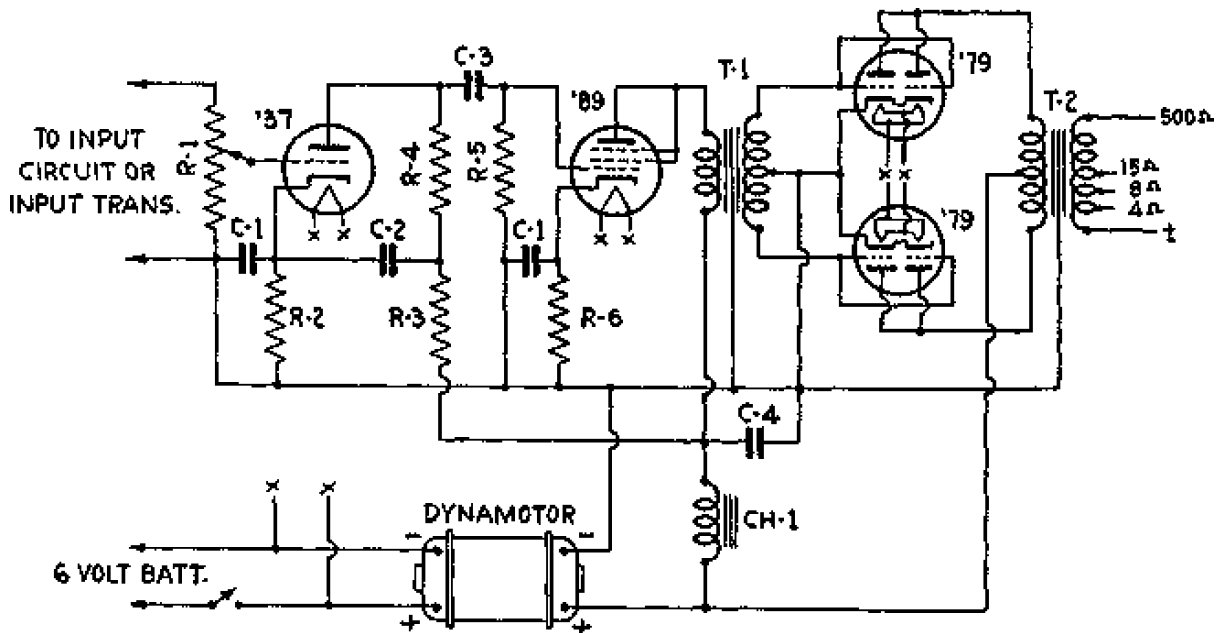 C-3
'79
T-1
'37
'89
T-2
500Ω
TO INPUT
CIRCUIT OR
INPUT TRANS.
R-1
R-4
R-5
15Ω
8Ω
4Ω
x x
'79
C-1
C-2
C-1
x x
x x
R-2
R-3
R-6
C-4
x
x
DYNAMOTOR
CH-1
-
-
6 VOLT BATT.
+
+